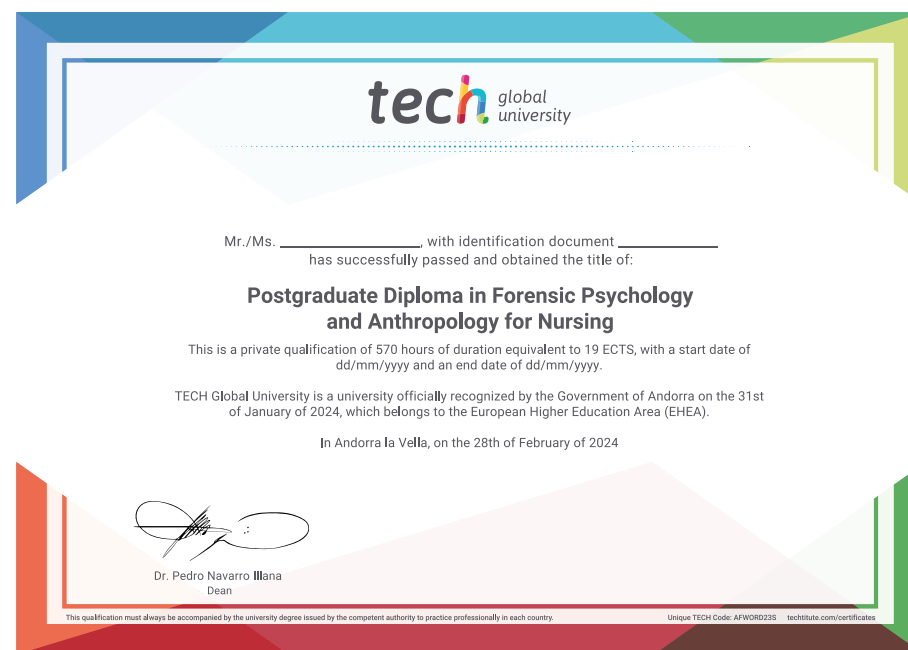 tech global
university
Mr./Ms. ____________________, with identification document ______________
has successfully passed and obtained the title of:
Postgraduate Diploma in Forensic Psychology
and Anthropology for Nursing
This is a private qualification of 570 hours of duration equivalent to 19 ECTS, with a start date of
dd/mm/yyyy and an end date of dd/mm/yyyy.
TECH Global University is a university officially recognized by the Government of Andorra on the 31st
of January of 2024, which belongs to the European Higher Education Area (EHEA).
In Andorra la Vella, on the 28th of February of 2024
Dr. Pedro Navarro Illana
Dean
This qualification must always be accompanied by the university degree issued by the competent authority to practice professionally in each country.
Unique TECH Code: AFWORD23S techtitute.com/certificates